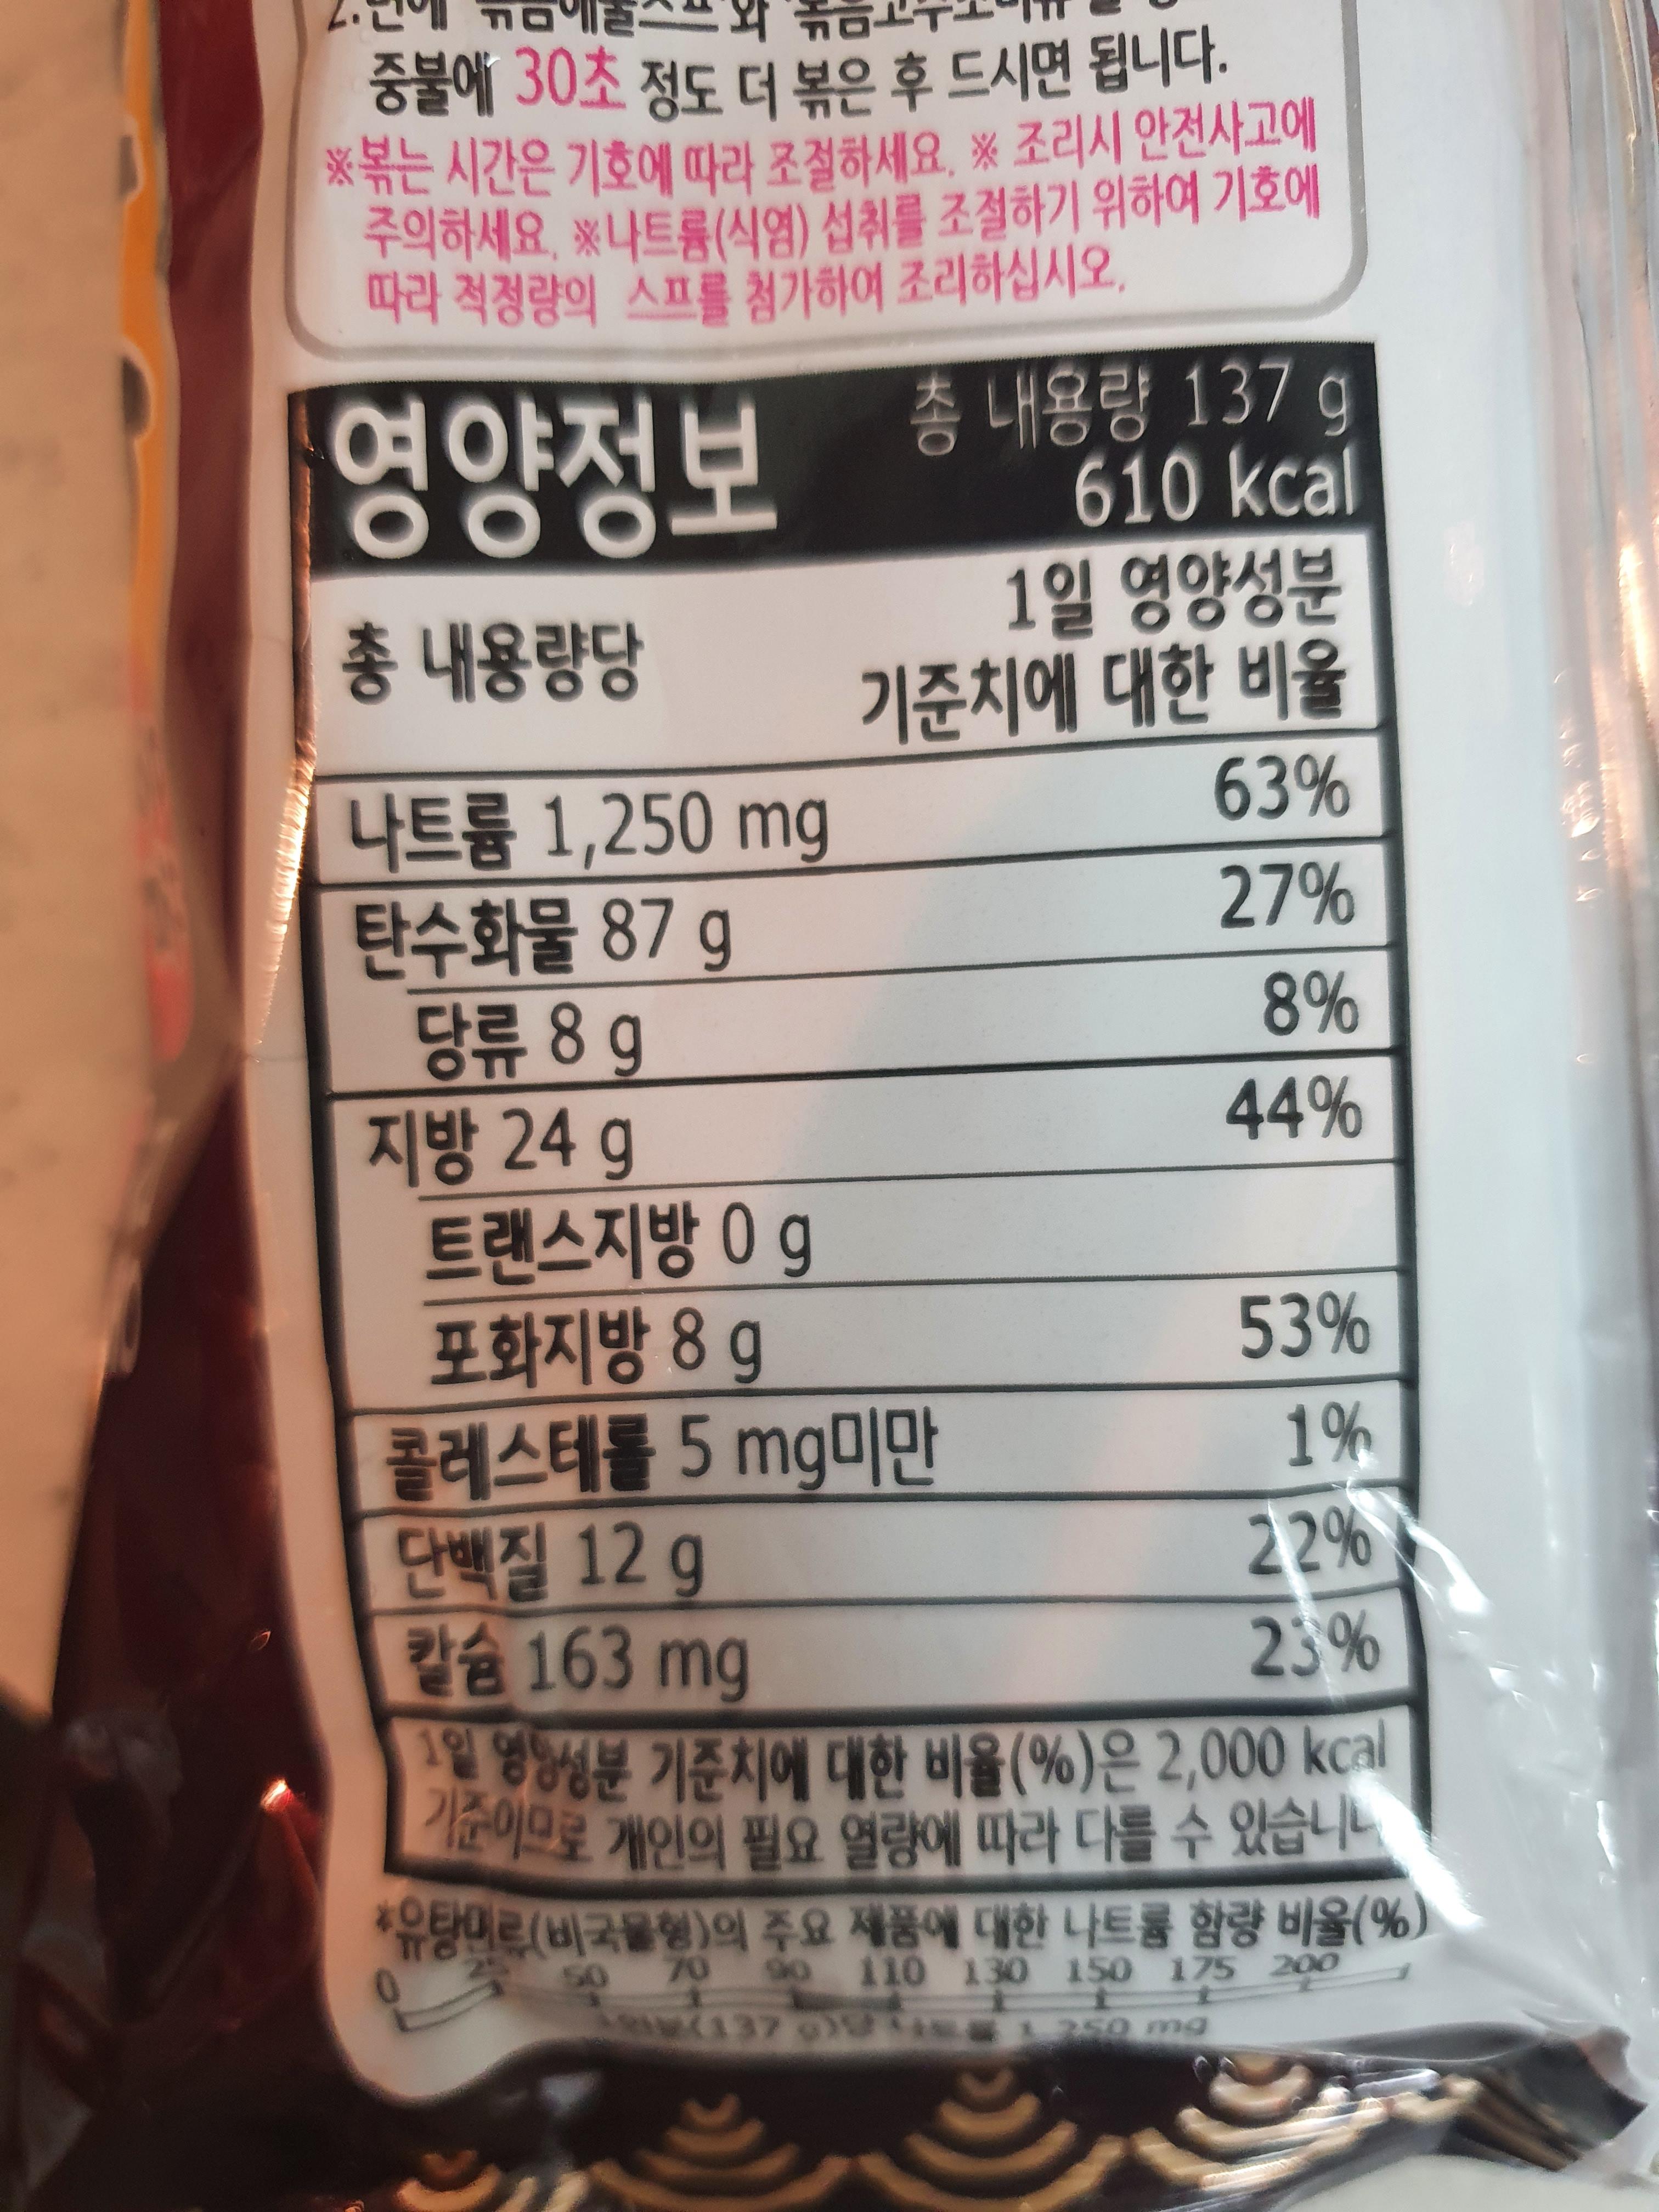 2.번에
중불에 30초 정도 더 볶은 후 드시면 됩니다.
※볶는 시간은 기호에 따라 조절하세요. ※ 조리시 안전사고에
주의하세요. ※나트륨(식염) 섭취를 조절하기 위하여 기호에
따라 적정량의 스프를 첨가하여 조리하십시오.
영양정보
총 내용량 137 g
610 kcal
총 내용량당
1일 영양성분
기준치에 대한 비율
나트륨 1,250 mg 63%
탄수화물 87 g 27%
당류 8 g 8%
지방 24 g 44%
트랜스지방 0 g
포화지방 8 g 53%
콜레스테롤 5 mg미만 1%
단백질 12 g 22%
칼슘 163 mg 23%
1일 영양성분 기준치에 대한 비율(%)은 2,000 kcal
기준이므로 개인의 필요 열량에 따라 다를 수
*유탕면류(비국물형)의 주요 제품에 대한 나트륨 함량 비율(%)
0 25 50 70 90 110 130 150 175 200
(137 g)당 나트륨 1,250 mg